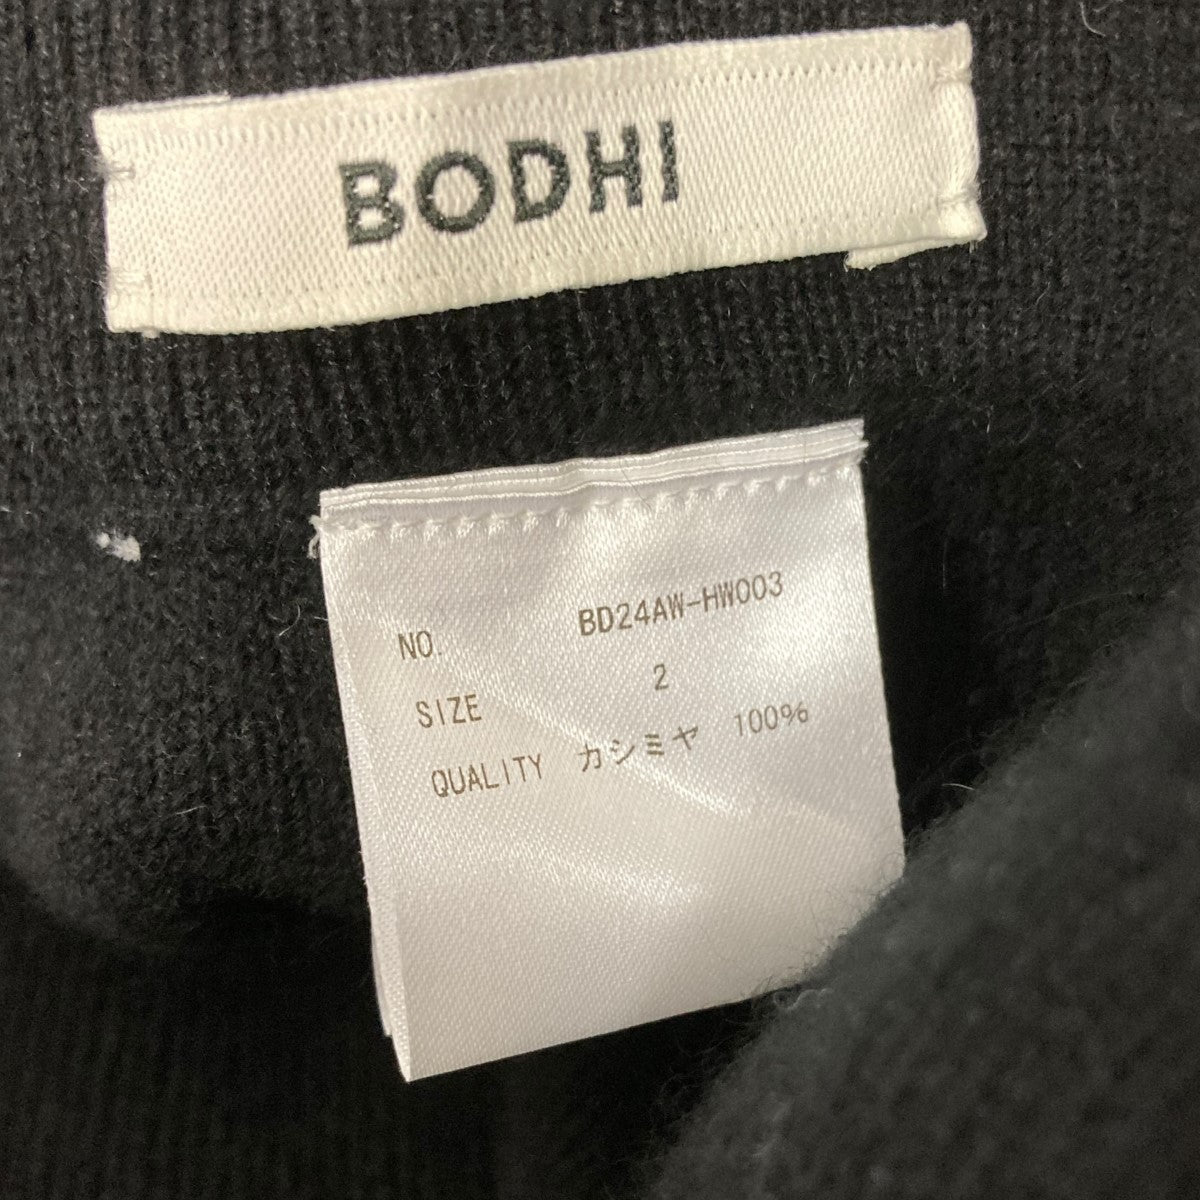 BODHI
NO. BD24AW-HW003
SIZE 2
QUALITY カシミヤ 100%